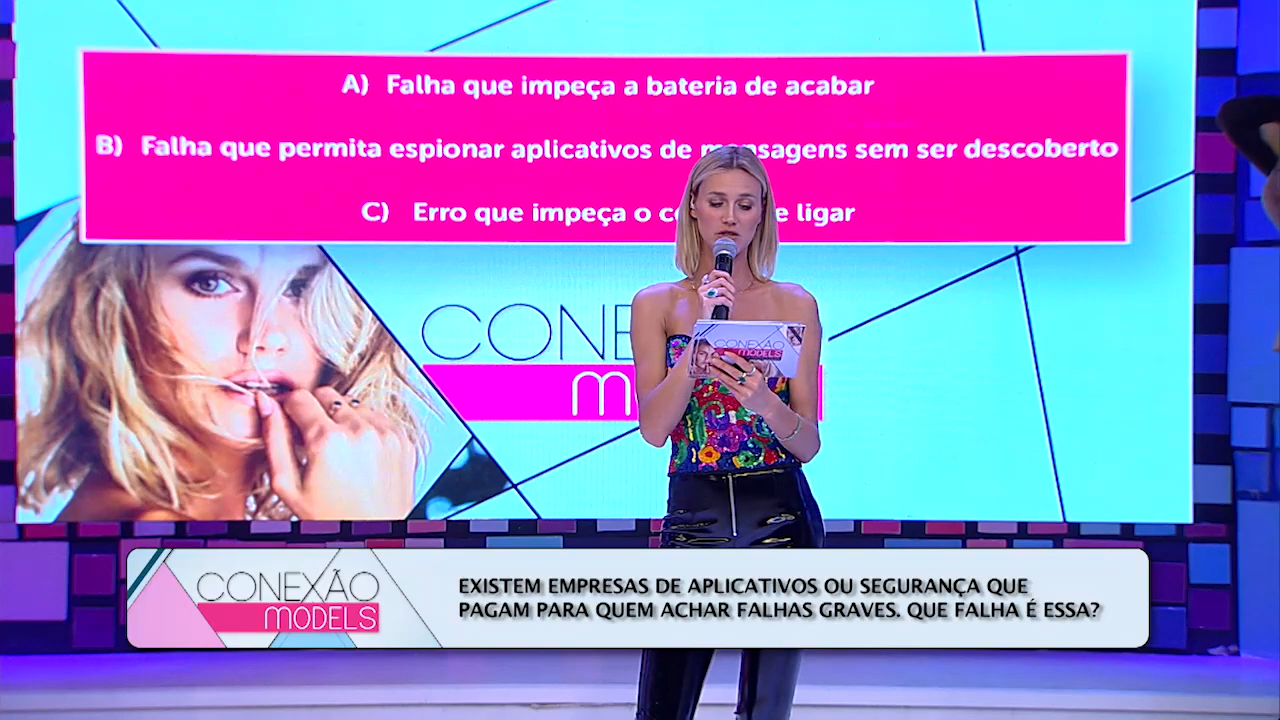 A) Falha que impeça a bateria de acabar
B) Falha que permita espionar aplicativos de mensagens sem ser descoberto
C) Erro que impeça o ligar
CONEXÃO
MODELS
CONEXÃO
MODELS
EXISTEM EMPRESAS DE APLICATIVOS OU SEGURANÇA QUE
PAGAM PARA QUEM ACHAR FALHAS GRAVES. QUE FALHA É ESSA?